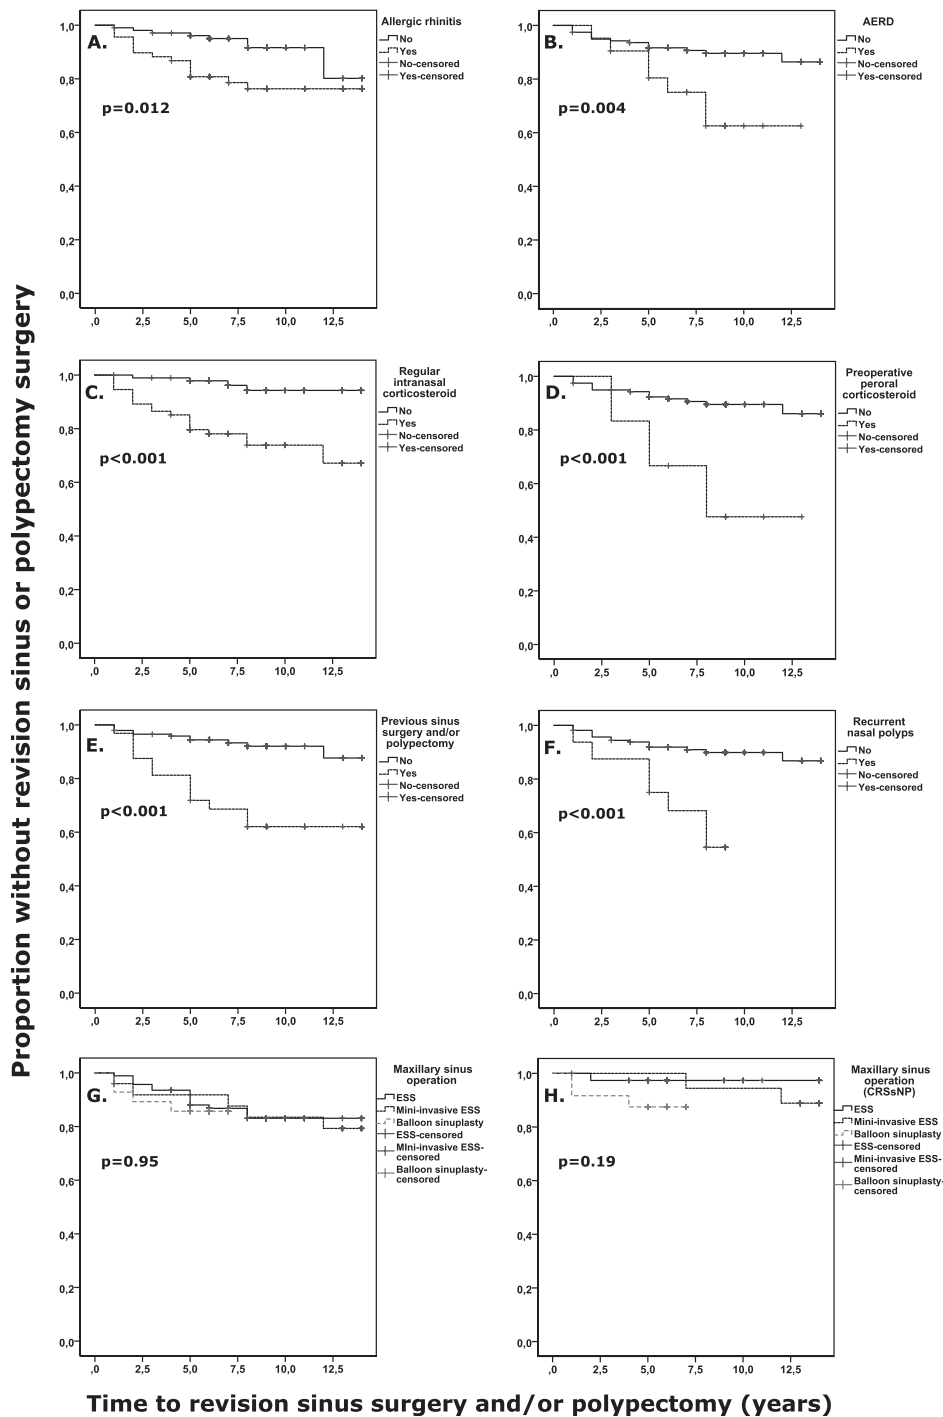 Proportion without revision sinus or polypectomy surgery
A.
p=0.012
1,0
0,8
0,6
0,4
0,2
0,0
,0 2,5 5,0 7,5 10,0 12,5
Allergic rhinitis
No
Yes
No-censored
Yes-censored
B.
p=0.004
1,0
0,8
0,6
0,4
0,2
0,0
,0 2,5 5,0 7,5 10,0 12,5
AERD
No
Yes
No-censored
Yes-censored
C.
p<0.001
1,0
0,8
0,6
0,4
0,2
0,0
,0 2,5 5,0 7,5 10,0 12,5
Regular
intranasal
corticosteroid
No
Yes
No-censored
Yes-censored
D.
p<0.001
1,0
0,8
0,6
0,4
0,2
0,0
,0 2,5 5,0 7,5 10,0 12,5
Preoperative
peroral
corticosteroid
No
Yes
No-censored
Yes-censored
E.
p<0.001
1,0
0,8
0,6
0,4
0,2
0,0
,0 2,5 5,0 7,5 10,0 12,5
Previous sinus
surgery and/or
polypectomy
No
Yes
No-censored
Yes-censored
F.
p<0.001
1,0
0,8
0,6
0,4
0,2
0,0
,0 2,5 5,0 7,5 10,0 12,5
Recurrent
nasal polyps
No
Yes
No-censored
Yes-censored
G.
p=0.95
1,0
0,8
0,6
0,4
0,2
0,0
,0 2,5 5,0 7,5 10,0 12,5
Maxillary sinus
operation
ESS
Mini-invasive ESS
Balloon sinuplasty
ESS-censored
MIni-invasive ESS-
censored
Balloon sinuplasty-
censored
H.
p=0.19
1,0
0,8
0,6
0,4
0,2
0,0
,0 2,5 5,0 7,5 10,0 12,5
Maxillary sinus
operation
(CRSsNP)
ESS
Mini-invasive ESS
Balloon sinuplasty
ESS-censored
Mini-invasive ESS-
censored
Balloon sinuplasty-
censored
Time to revision sinus surgery and/or polypectomy (years)